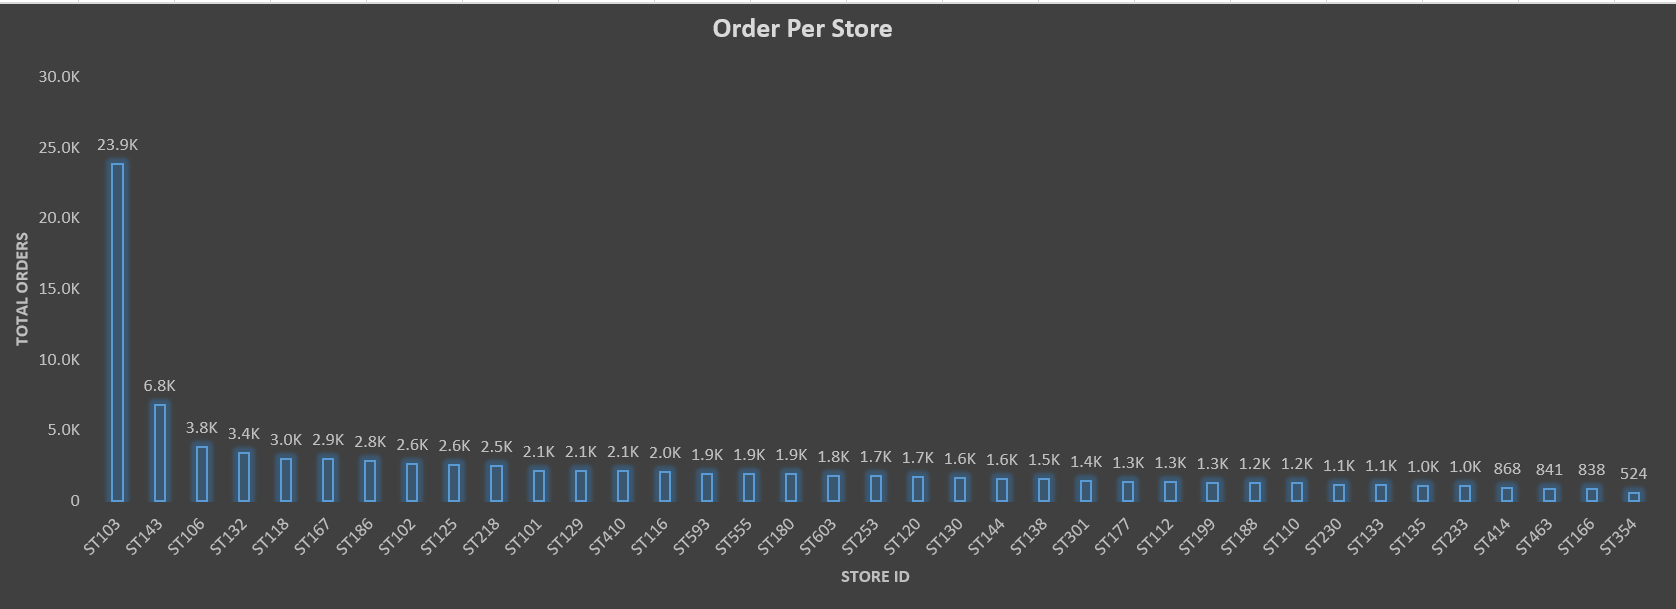 Order Per Store
30.0K
25.0K
20.0K
15.0K
10.0K
5.0K
0
TOTAL ORDERS
23.9K
6.8K
3.8K
3.4K
3.0K
2.9K
2.8K
2.6K
2.6K
2.5K
2.1K
2.1K
2.1K
2.0K
1.9K
1.9K
1.9K
1.8K
1.7K
1.7K
1.6K
1.6K
1.5K
1.4K
1.3K
1.3K
1.3K
1.2K
1.2K
1.1K
1.1K
1.0K
1.0K
868
841
838
524
ST103
ST143
ST106
ST132
ST118
ST167
ST186
ST102
ST125
ST218
ST101
ST129
ST410
ST116
ST593
ST555
ST180
ST603
ST253
ST120
ST130
ST144
ST138
ST301
ST177
ST112
ST199
ST188
ST110
ST230
ST133
ST135
ST233
ST414
ST463
ST166
ST354
STORE ID